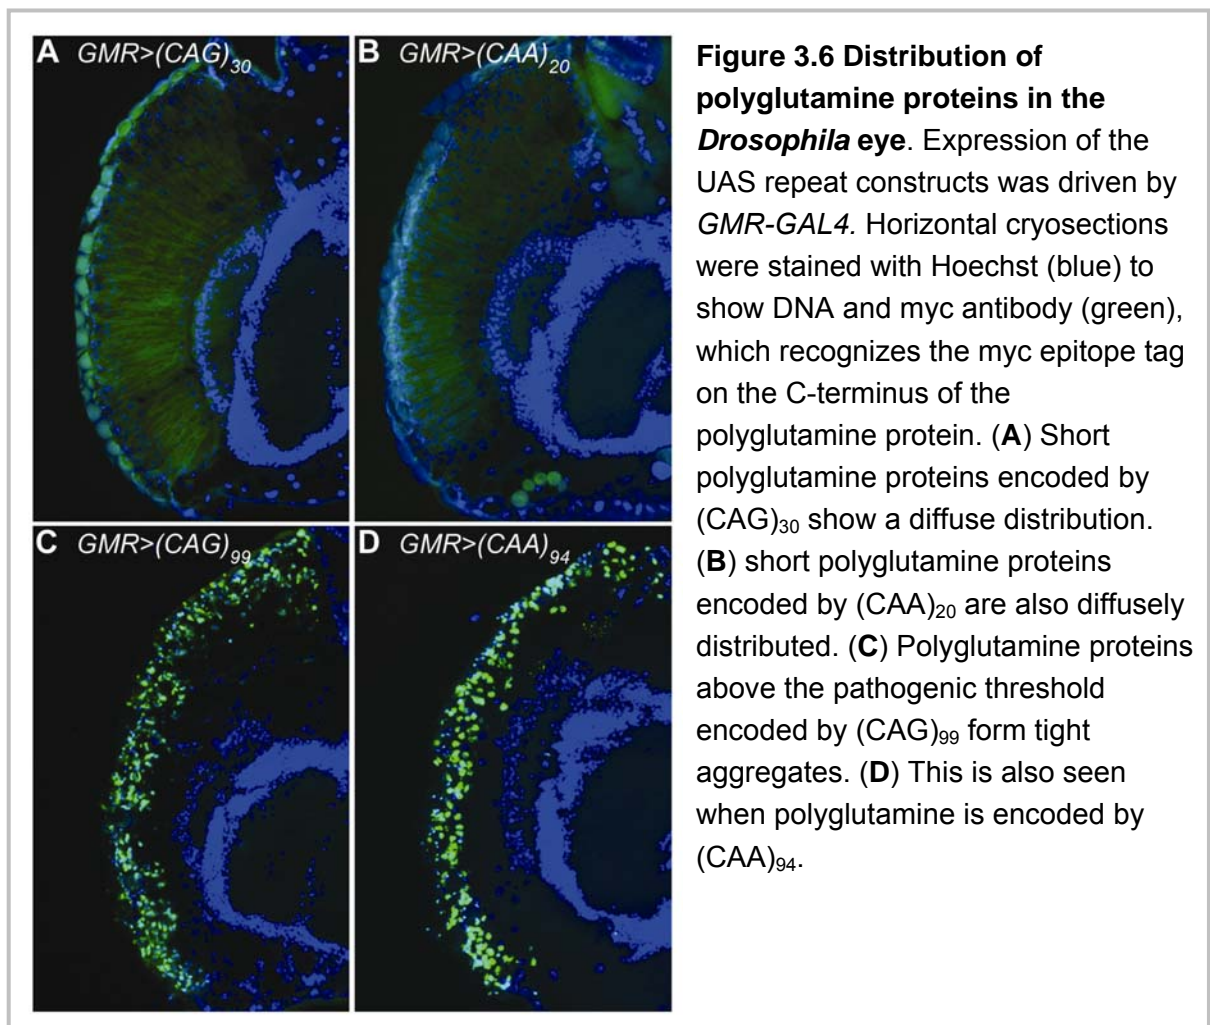 A GMR>(CAG)30
B GMR>(CAA)20
C GMR>(CAG)99
D GMR>(CAA)94
Figure 3.6 Distribution of
polyglutamine proteins in the
Drosophila eye. Expression of the
UAS repeat constructs was driven by
GMR-GAL4. Horizontal cryosections
were stained with Hoechst (blue) to
show DNA and myc antibody (green),
which recognizes the myc epitope tag
on the C-terminus of the
polyglutamine protein. (A) Short
polyglutamine proteins encoded by
(CAG)30 show a diffuse distribution.
(B) short polyglutamine proteins
encoded by (CAA)20 are also diffusely
distributed. (C) Polyglutamine proteins
above the pathogenic threshold
encoded by (CAG)99 form tight
aggregates. (D) This is also seen
when polyglutamine is encoded by
(CAA)94.